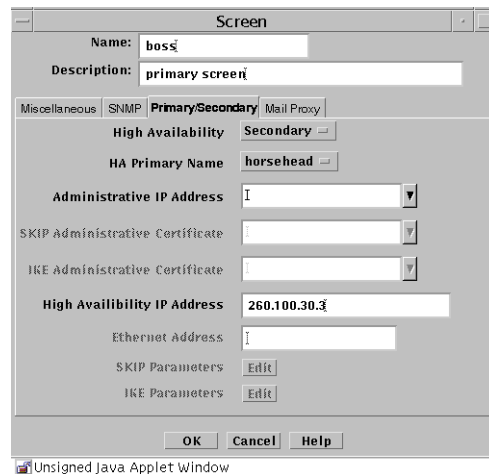 Screen
Name: boss
Description: primary screen
Miscellaneous SNMP Primary/Secondary Mail Proxy
High Availability Secondary
HA Primary Name horsehead
Administrative IP Address
SKIP Administrative Certificate
IKE Administrative Certificate
High Availibility IP Address 260.100.30.3
Ethernet Address
SKIP Parameters Edit
IKE Parameters Edit
OK Cancel Help
Unsigned Java Applet Window